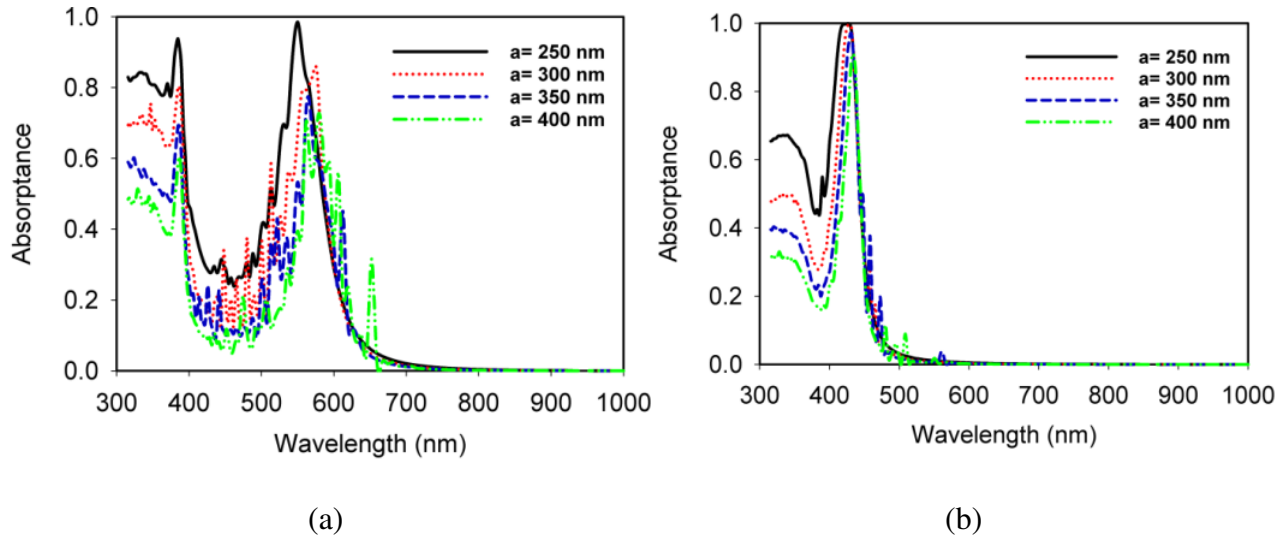 1.0
0.8
0.6
0.4
0.2
0.0
Absorptance
a= 250 nm
a= 300 nm
a= 350 nm
a= 400 nm
300 400 500 600 700 800 900 1000
Wavelength (nm)
(a)
1.0
0.8
0.6
0.4
0.2
0.0
Absorptance
a= 250 nm
a= 300 nm
a= 350 nm
a= 400 nm
300 400 500 600 700 800 900 1000
Wavelength (nm)
(b)